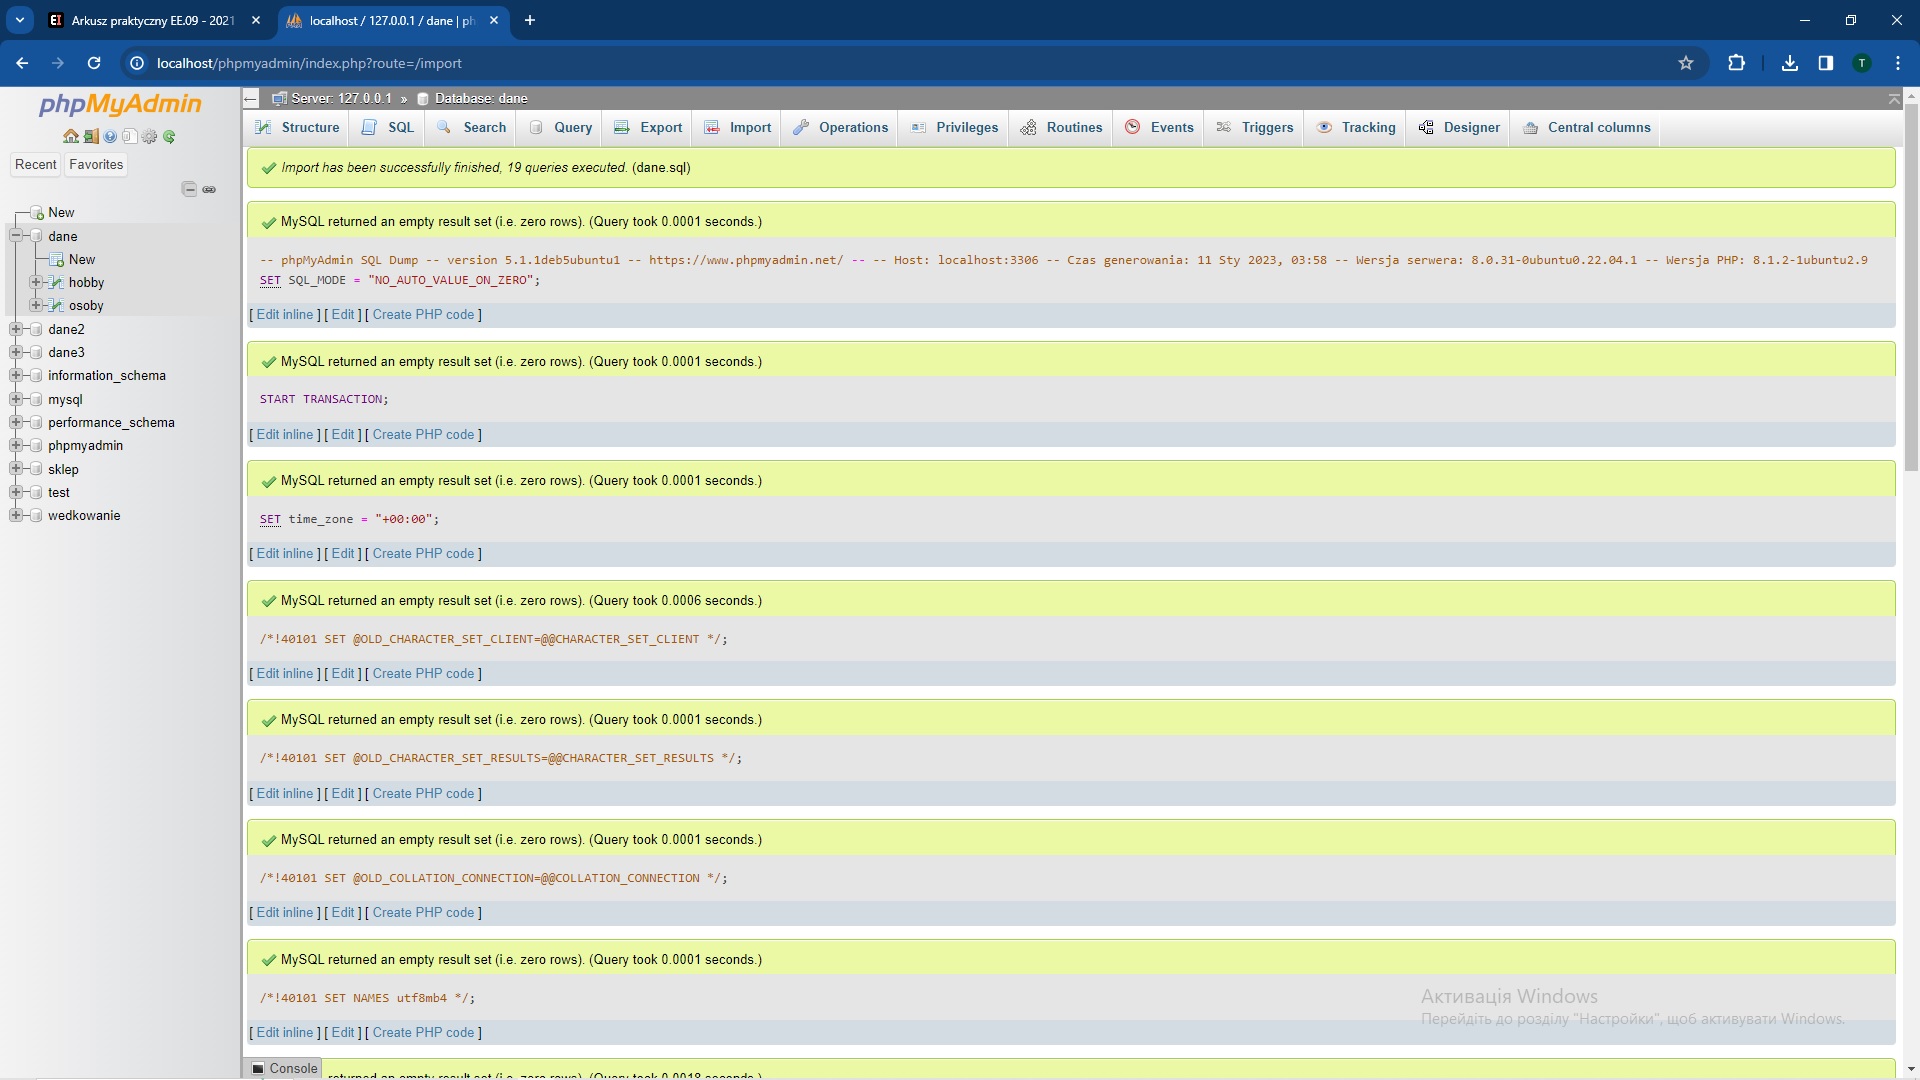 Arkusz praktyczny EE.09 - 2021
localhost / 127.0.0.1 / dane | ph
localhost/phpmyadmin/index.php?route=/import
T
phpMyAdmin
Recent
Favorites
New
dane
New
hobby
osoby
dane2
dane3
information_schema
mysql
performance_schema
phpmyadmin
sklep
test
wedkowanie
Server: 127.0.0.1 » Database: dane
Structure SQL Search Query Export Import Operations Privileges Routines Events Triggers Tracking Designer Central columns
Import has been successfully finished, 19 queries executed. (dane.sql)
MySQL returned an empty result set (i.e. zero rows). (Query took 0.0001 seconds.)
-- phpMyAdmin SQL Dump -- version 5.1.1deb5ubuntu1 -- https://www.phpmyadmin.net/ -- -- Host: localhost:3306 -- Czas generowania: 11 Sty 2023, 03:58 -- Wersja serwera: 8.0.31-0ubuntu0.22.04.1 -- Wersja PHP: 8.1.2-1ubuntu2.9
SET SQL_MODE = "NO_AUTO_VALUE_ON_ZERO";
[ Edit inline ] [ Edit ] [ Create PHP code ]
MySQL returned an empty result set (i.e. zero rows). (Query took 0.0001 seconds.)
START TRANSACTION;
[ Edit inline ] [ Edit ] [ Create PHP code ]
MySQL returned an empty result set (i.e. zero rows). (Query took 0.0001 seconds.)
SET time_zone = "+00:00";
[ Edit inline ] [ Edit ] [ Create PHP code ]
MySQL returned an empty result set (i.e. zero rows). (Query took 0.0006 seconds.)
/*!40101 SET @OLD_CHARACTER_SET_CLIENT=@@CHARACTER_SET_CLIENT */;
[ Edit inline ] [ Edit ] [ Create PHP code ]
MySQL returned an empty result set (i.e. zero rows). (Query took 0.0001 seconds.)
/*!40101 SET @OLD_CHARACTER_SET_RESULTS=@@CHARACTER_SET_RESULTS */;
[ Edit inline ] [ Edit ] [ Create PHP code ]
MySQL returned an empty result set (i.e. zero rows). (Query took 0.0001 seconds.)
/*!40101 SET @OLD_COLLATION_CONNECTION=@@COLLATION_CONNECTION */;
[ Edit inline ] [ Edit ] [ Create PHP code ]
MySQL returned an empty result set (i.e. zero rows). (Query took 0.0001 seconds.)
/*!40101 SET NAMES utf8mb4 */;
[ Edit inline ] [ Edit ] [ Create PHP code ]
Активація Windows
Перейдіть до розділу "Настройки", щоб активувати Windows.
Console
returned an empty result set (i.e. zero rows). (Query took 0.0018 seconds.)